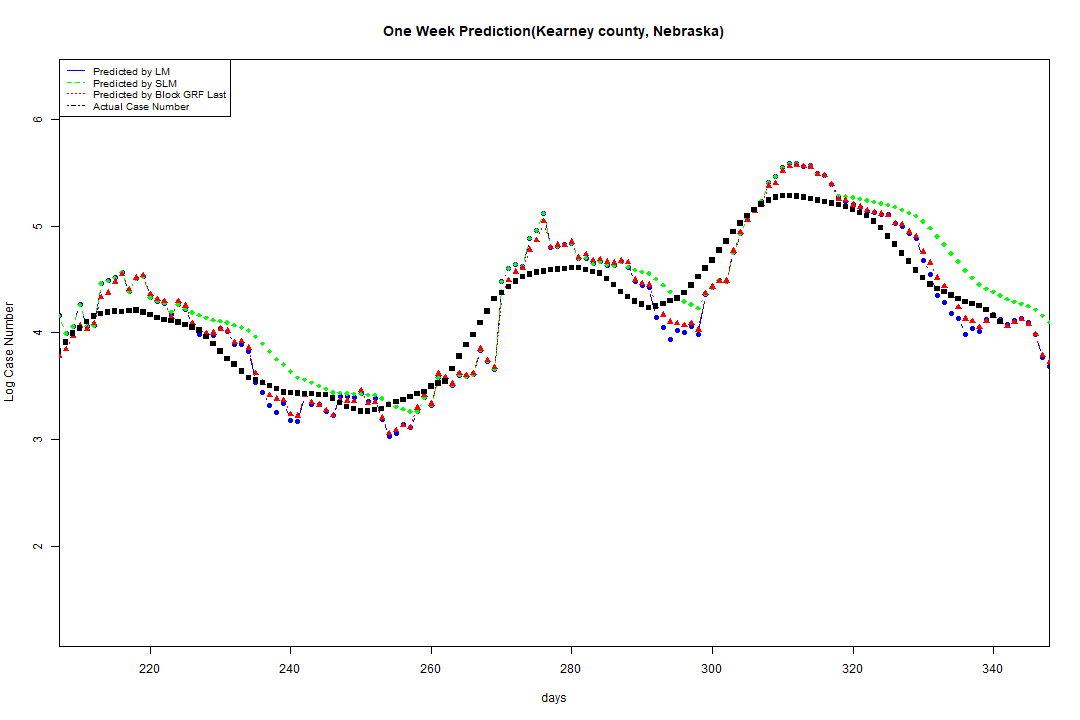 One Week Prediction(Kearney county, Nebraska)
Predicted by LM
Predicted by SLM
Predicted by Block GRF Last
Actual Case Number
Log Case Number
6
5
4
3
2
220 240 260 280 300 320 340
days